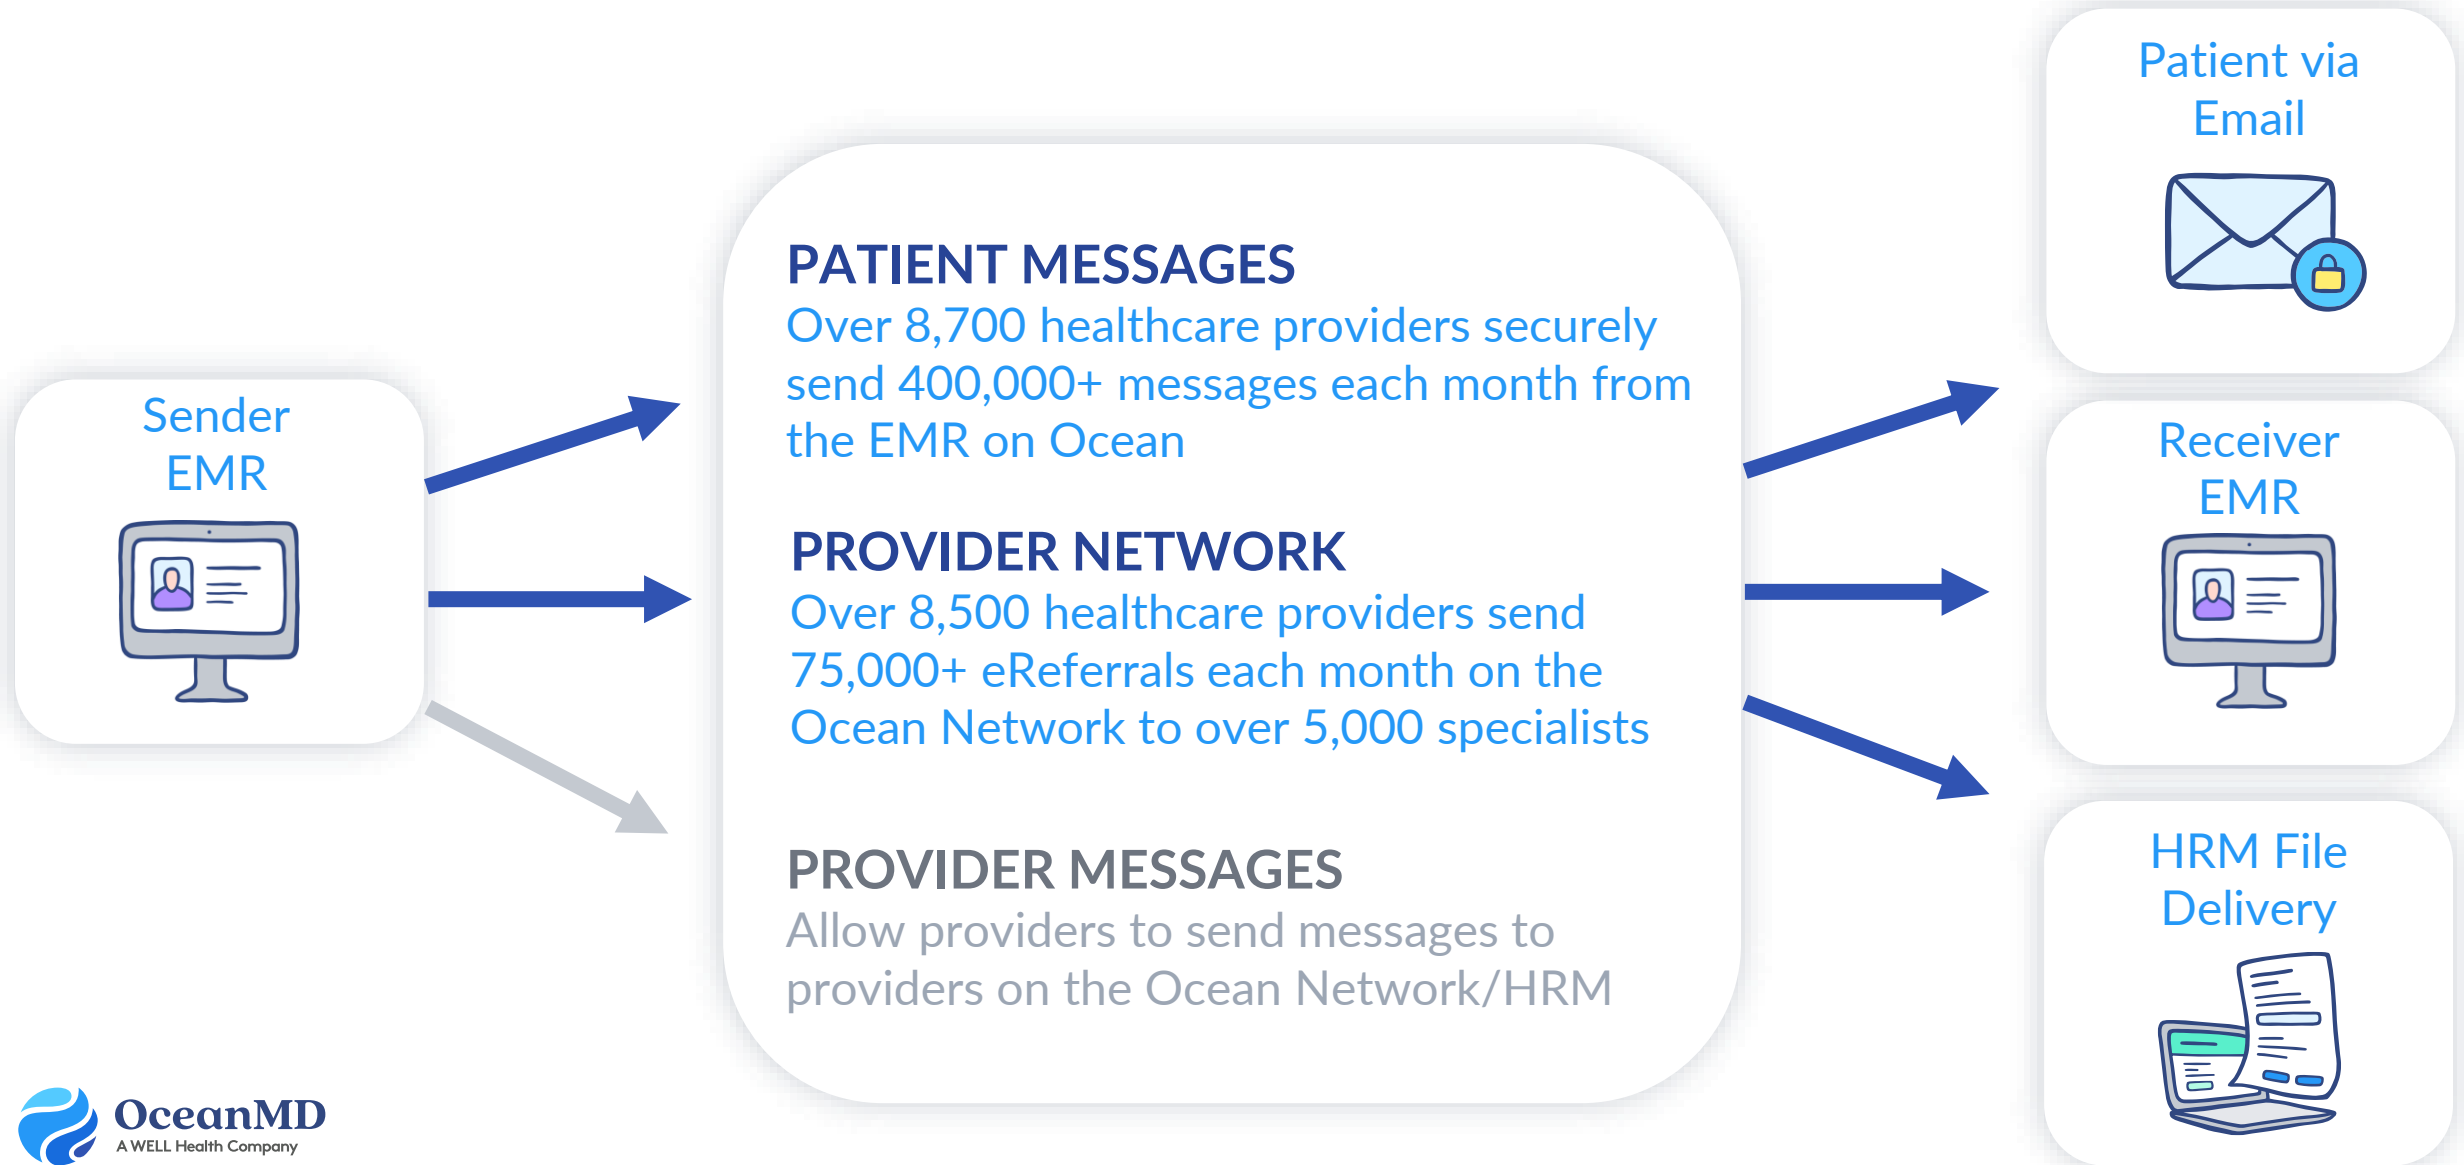 Sender
EMR
PATIENT MESSAGES
Over 8,700 healthcare providers securely
send 400,000+ messages each month from
the EMR on Ocean
PROVIDER NETWORK
Over 8,500 healthcare providers send
75,000+ eReferrals each month on the
Ocean Network to over 5,000 specialists
PROVIDER MESSAGES
Allow providers to send messages to
providers on the Ocean Network/HRM
Patient via
Email
Receiver
EMR
HRM File
Delivery
OceanMD
A WELL Health Company